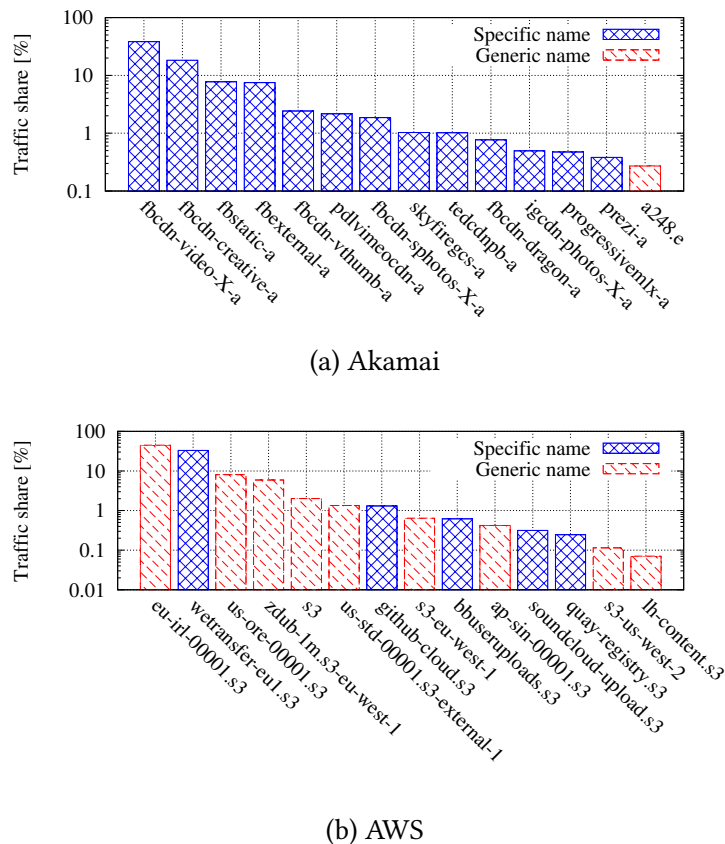 100
10
1
0.1
Traffic share [%]
Specific name
Generic name
fbcdn-video-X-a
fbcdn-creative-a
fbstatic-a
fbexternal-a
fbcdn-vthumb-a
pdlvimeocdn-a
fbcdn-sphotos-X-a
skyfiregcs-a
tedcdnpb-a
fbcdn-dragon-a
igcdn-photos-X-a
progressivemlx-a
prezi-a
a248.e
(a) Akamai
100
10
1
0.1
0.01
Traffic share [%]
Specific name
Generic name
eu-irl-00001.s3
wetransfer-eu1.s3
us-ore-00001.s3
zdub-1m.s3-eu-west-1
s3
us-std-00001.s3-external-1
github-cloud.s3
s3-eu-west-1
bbuseruploads.s3
ap-sin-00001.s3
soundcloud-upload.s3
quay-registry.s3
s3-us-west-2
lh-content.s3
(b) AWS